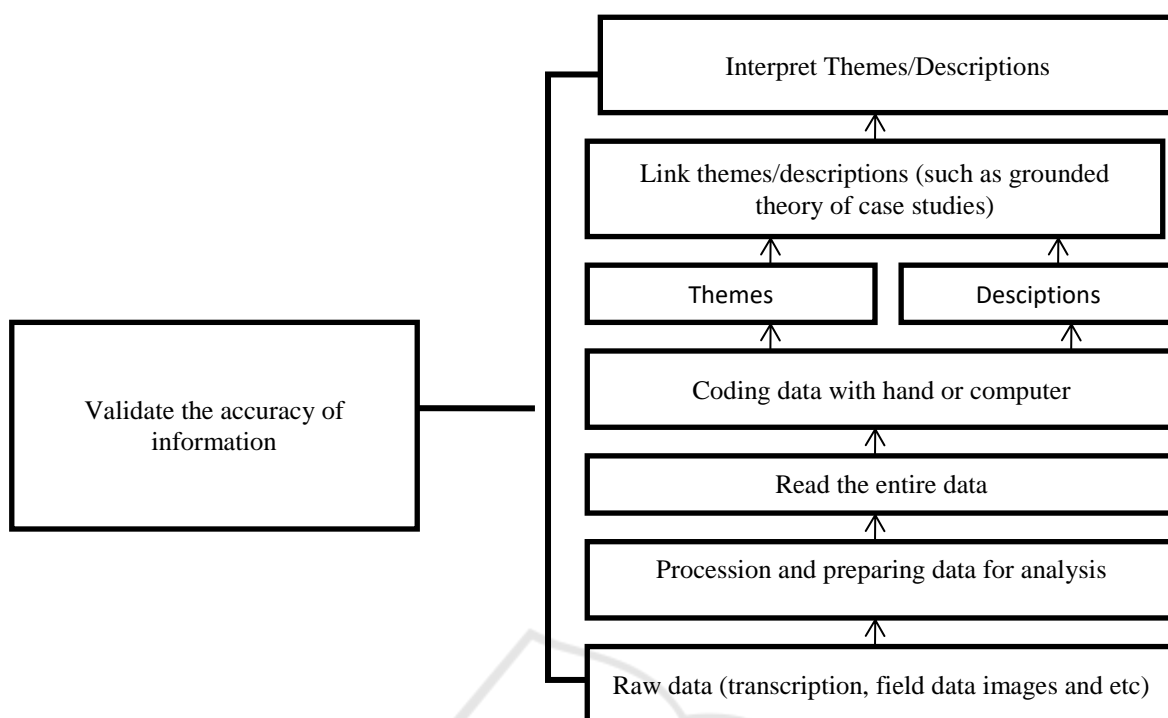 Interpret Themes/Descriptions
Link themes/descriptions (such as grounded
theory of case studies)
Themes
Desciptions
Validate the accuracy of
information
Coding data with hand or computer
Read the entire data
Procession and preparing data for analysis
Raw data (transcription, field data images and etc)